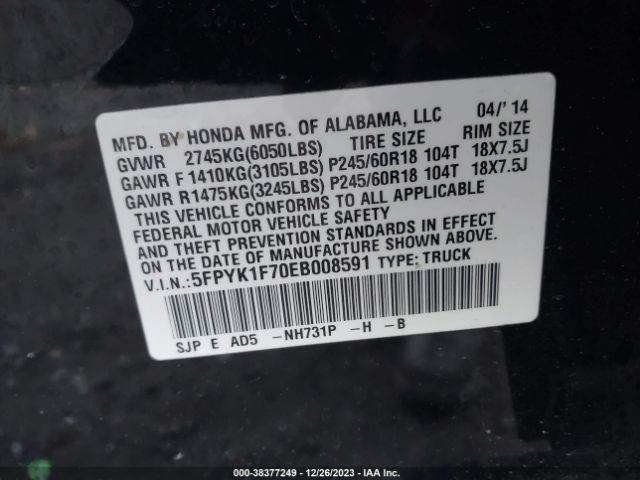 MFD. BY HONDA MFG. OF ALABAMA, LLC 04/'14
GVWR 2745KG(6050LBS) TIRE SIZE RIM SIZE
GAWR F 1410KG(3105LBS) P245/60R18 104T 18X7.5J
GAWR R 1475KG(3245LBS) P245/60R18 104T 18X7.5J
THIS VEHICLE CONFORMS TO ALL APPLICABLE
FEDERAL MOTOR VEHICLE SAFETY
AND THEFT PREVENTION STANDARDS IN EFFECT
ON THE DATE OF MANUFACTURE SHOWN ABOVE.
V.I.N.:5FPYK1F70EB008591 TYPE: TRUCK
SJP E AD5 -NH731P -H -B
000-38377249 - 12/26/2023 - IAA Inc.